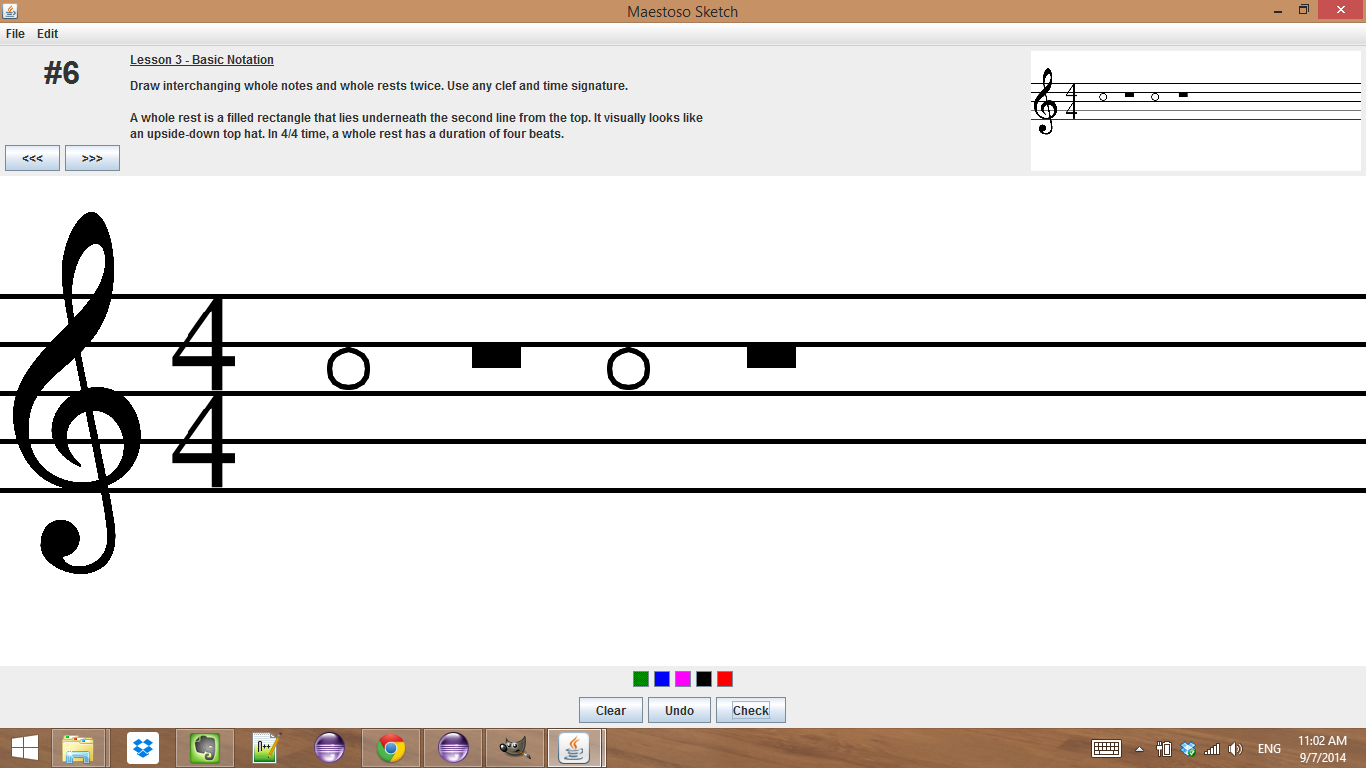 Maestoso Sketch
File Edit
#6
Lesson 3 - Basic Notation
Draw interchanging whole notes and whole rests twice. Use any clef and time signature.
A whole rest is a filled rectangle that lies underneath the second line from the top. It visually looks like
an upside-down top hat. In 4/4 time, a whole rest has a duration of four beats.
<<< >>>
4
4
4
4
Clear Undo Check
ENG
11:02 AM
9/7/2014